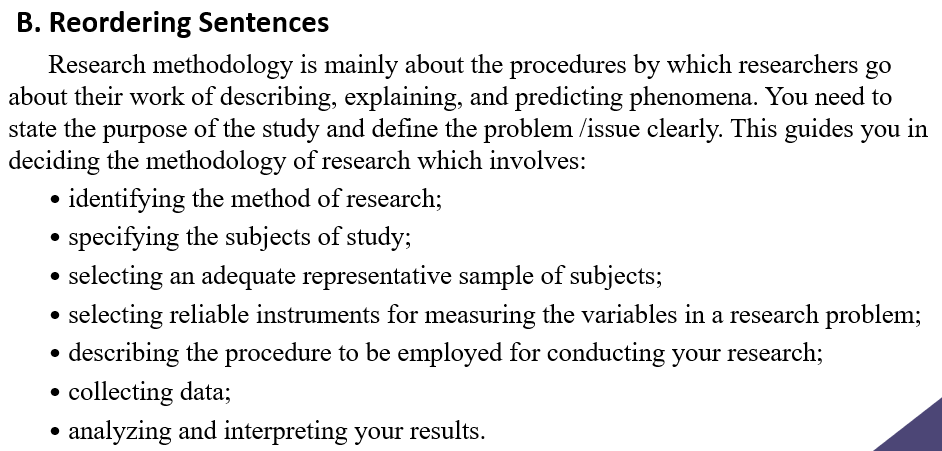 B. Reordering Sentences
Research methodology is mainly about the procedures by which researchers go
about their work of describing, explaining, and predicting phenomena. You need to
state the purpose of the study and define the problem /issue clearly. This guides you in
deciding the methodology of research which involves:
• identifying the method of research;
• specifying the subjects of study;
• selecting an adequate representative sample of subjects;
• selecting reliable instruments for measuring the variables in a research problem;
• describing the procedure to be employed for conducting your research;
• collecting data;
• analyzing and interpreting your results.